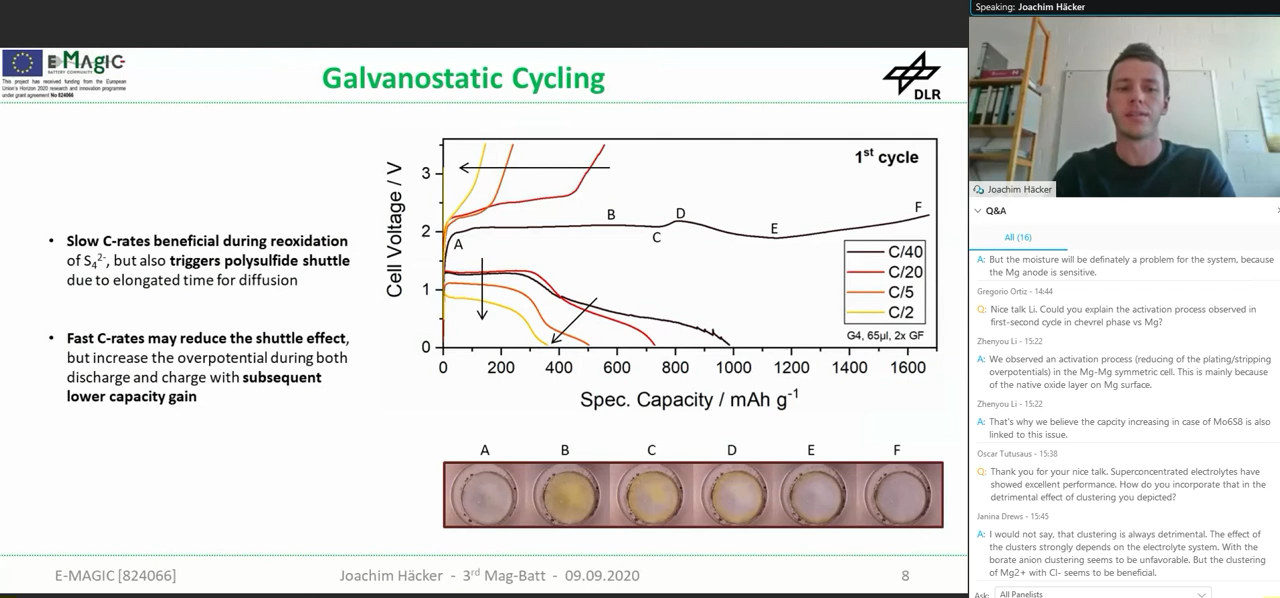 Speaking: Joachim Häcker
E-MAGIC
BATTERY COMMUNITY
This project has received funding from the European
Union's Horizon 2020 research and innovation programme
under grant agreement No 824066
Galvanostatic Cycling
DLR
• Slow C-rates beneficial during reoxidation
of S₄²⁻, but also triggers polysulfide shuttle
due to elongated time for diffusion
• Fast C-rates may reduce the shuttle effect,
but increase the overpotential during both
discharge and charge with subsequent
lower capacity gain
1st cycle
Cell Voltage / V
3
2
1
0
A
B
C
D
E
F
C/40
C/20
C/5
C/2
G4, 65µl, 2x GF
0 200 400 600 800 1000 1200 1400 1600
Spec. Capacity / mAh g⁻¹
A B C D E F
E-MAGIC [824066]
Joachim Häcker - 3rd Mag-Batt - 09.09.2020
8
Joachim Häcker
Q&A
All (16)
A: But the moisture will be definately a problem for the system, because
the Mg anode is sensitive.
Gregorio Ortiz - 14:44
Q: Nice talk Li. Could you explain the activation process observed in
first-second cycle in chevrel phase vs Mg?
Zhenyou Li - 15:22
A: We observed an activation process (reducing of the plating/stripping
overpotentials) in the Mg-Mg symmetric cell. This is mainly because
of the native oxide layer on Mg surface.
Zhenyou Li - 15:22
A: That's why we believe the capcity increasing in case of Mo6S8 is also
linked to this issue.
Oscar Tutusaus - 15:38
Q: Thank you for your nice talk. Superconcentrated electrolytes have
showed excellent performance. How do you incorporate that in the
detrimental effect of clustering you depicted?
Janina Drews - 15:45
A: I would not say, that clustering is always detrimental. The effect of
the clusters strongly depends on the electrolyte system. With the
borate anion clustering seems to be unfavorable. But the clustering
of Mg2+ with Cl- seems to be beneficial.
Ask: All Panelists